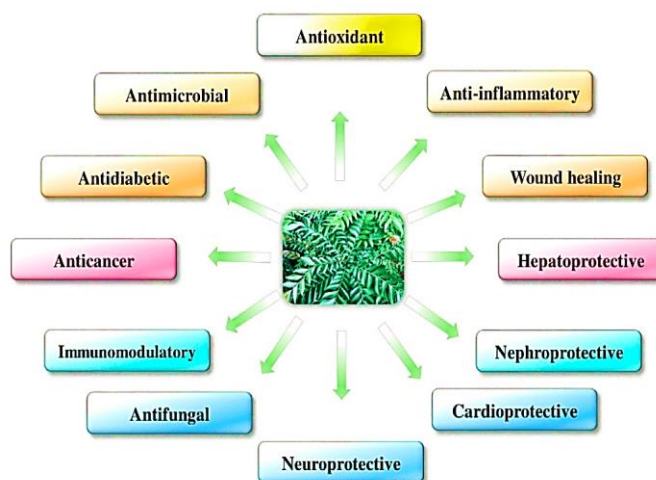 Antioxidant
Antimicrobial
Anti-inflammatory
Antidiabetic
Wound healing
Anticancer
Hepatoprotective
Immunomodulatory
Nephroprotective
Antifungal
Cardioprotective
Neuroprotective